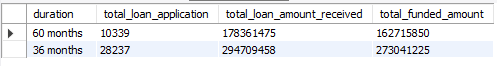 duration total_loan_application total_loan_amount_received total_funded_amount
60 months 10339 178361475 162715850
36 months 28237 294709458 273041225